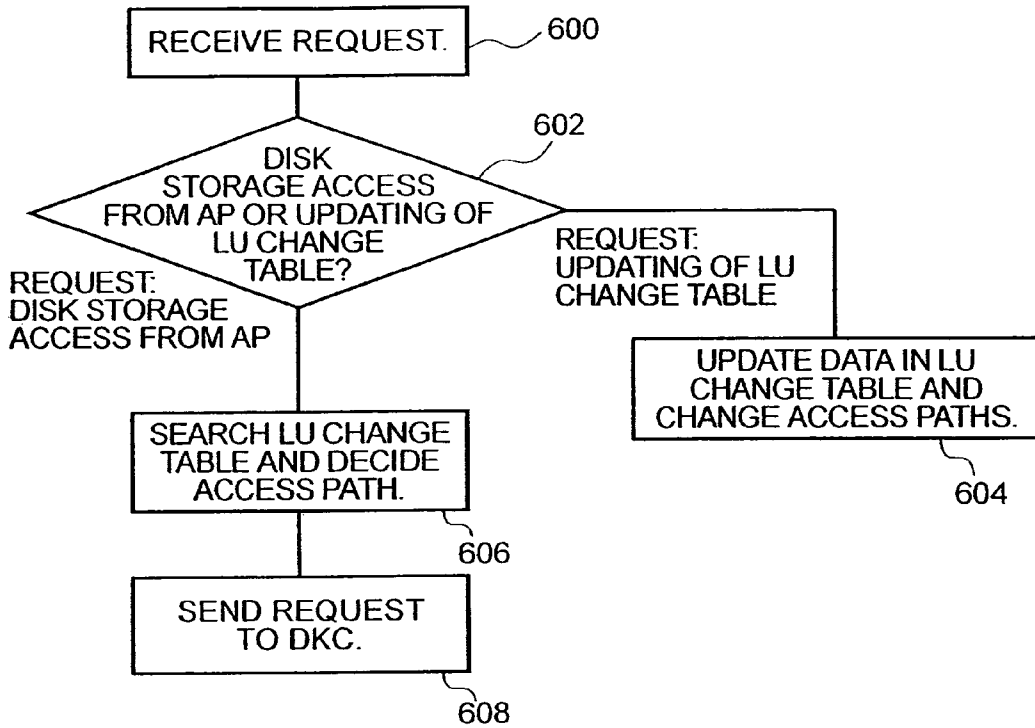 RECEIVE REQUEST.
600
602
DISK
STORAGE ACCESS
FROM AP OR UPDATING OF
LU CHANGE
TABLE?
REQUEST:
DISK STORAGE
ACCESS FROM AP
REQUEST:
UPDATING OF LU
CHANGE TABLE
UPDATE DATA IN LU
CHANGE TABLE AND
CHANGE ACCESS PATHS.
604
SEARCH LU CHANGE
TABLE AND DECIDE
ACCESS PATH.
606
SEND REQUEST
TO DKC.
608